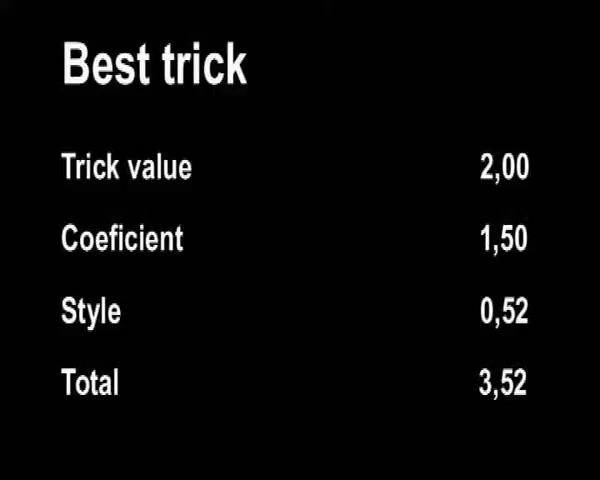 Best trick
Trick value 2,00
Coeficient 1,50
Style 0,52
Total 3,52